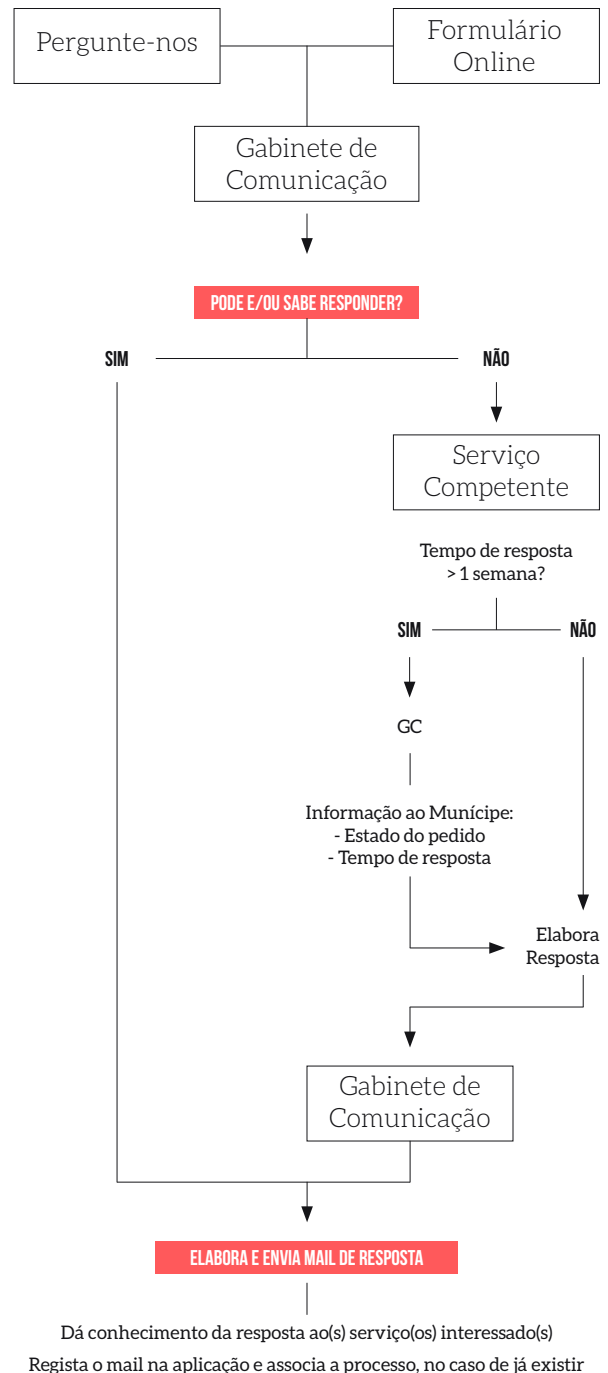 Pergunte-nos
Formulário
Online
Gabinete de
Comunicação
PODE E/OU SABE RESPONDER?
SIM
NÃO
Serviço
Competente
Tempo de resposta
> 1 semana?
SIM
NÃO
GC
Informação ao Munícipe:
- Estado do pedido
- Tempo de resposta
Elabora
Resposta
Gabinete de
Comunicação
ELABORA E ENVIA MAIL DE RESPOSTA
Dá conhecimento da resposta ao(s) serviço(os) interessado(s)
Regista o mail na aplicação e associa a processo, no caso de já existir